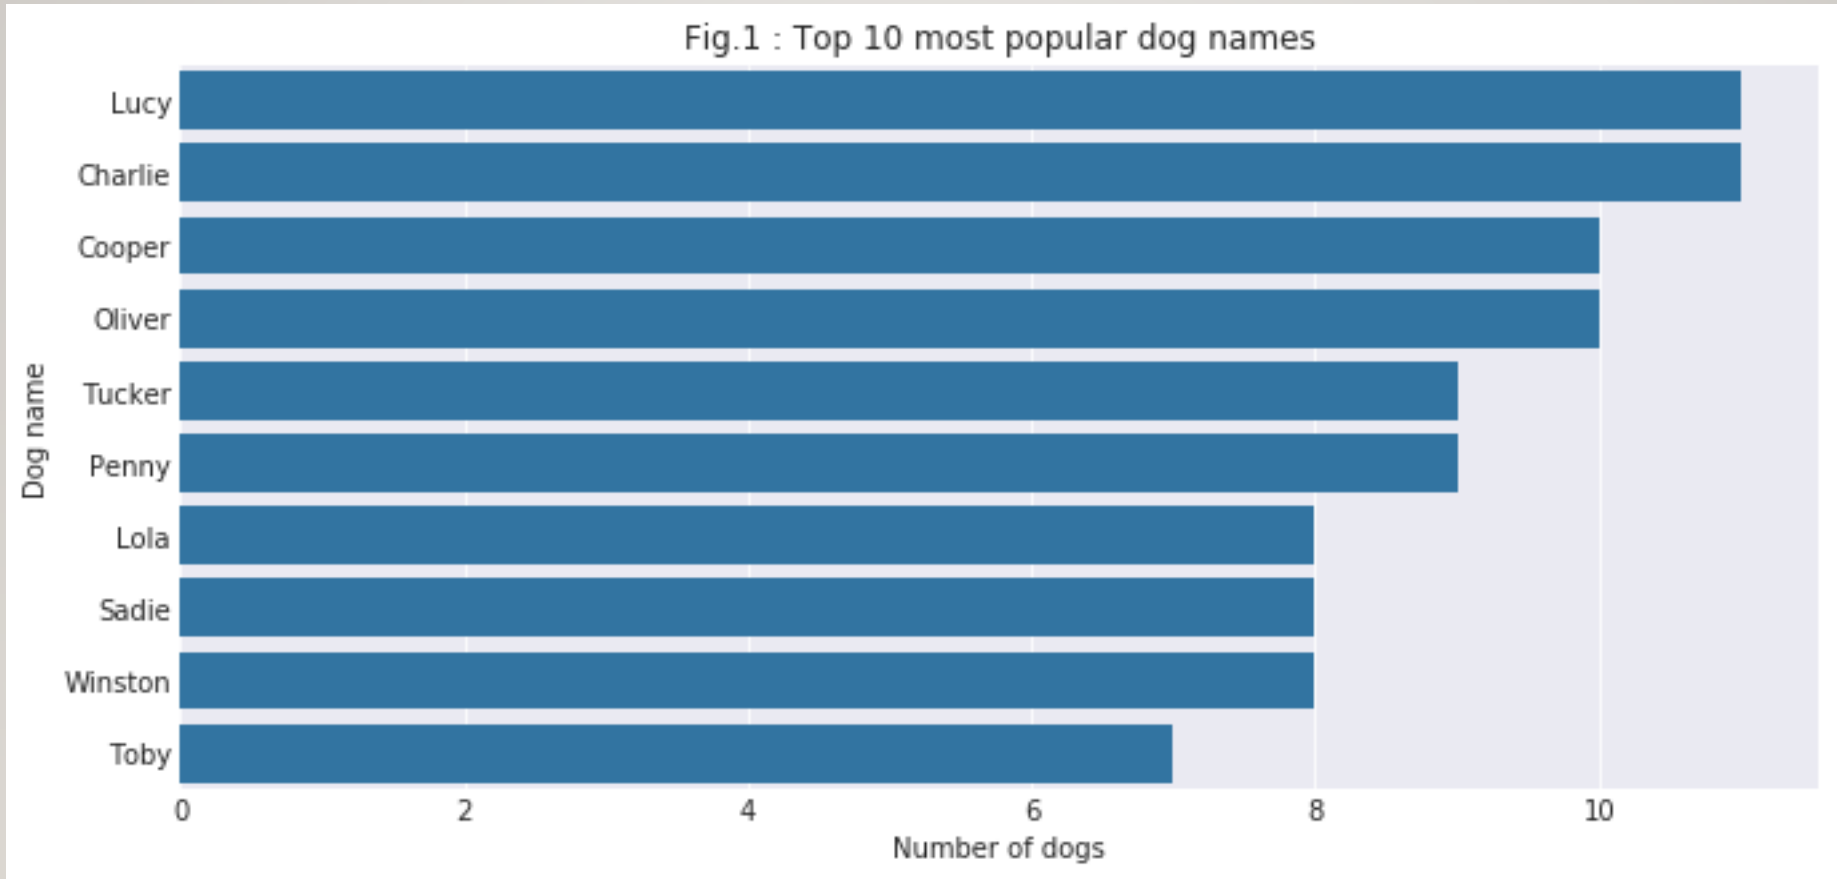 Fig.1 : Top 10 most popular dog names
Lucy
Charlie
Cooper
Oliver
Tucker
Penny
Lola
Sadie
Winston
Toby
Dog name
0 2 4 6 8 10
Number of dogs